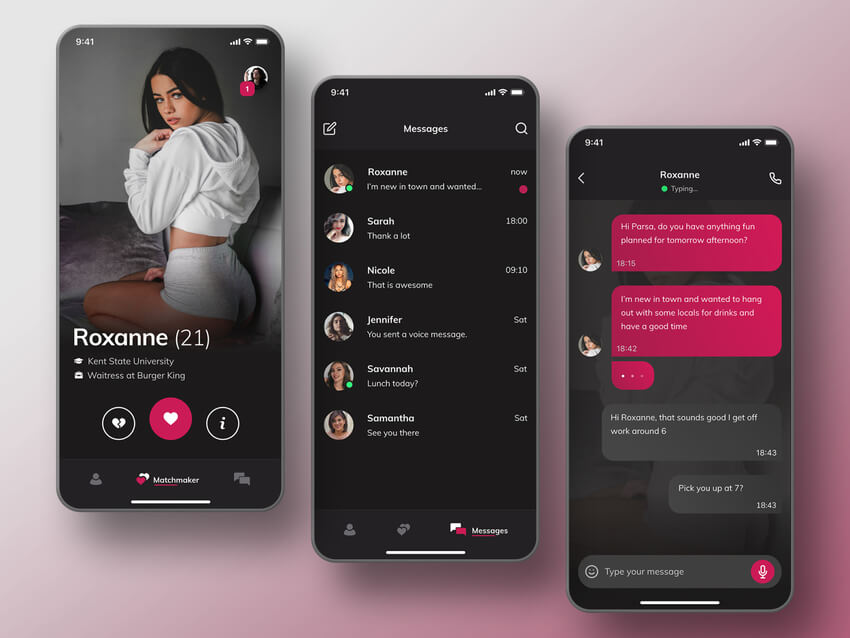 9:41
1
Roxanne (21)
Kent State University
Waitress at Burger King
i
Matchmaker
9:41
Messages
Roxanne
now
I'm new in town and wanted...
Sarah
18:00
Thank a lot
Nicole
09:10
That is awesome
Jennifer
Sat
You sent a voice message.
Savannah
Sat
Lunch today?
Samantha
Sat
See you there
Messages
9:41
Roxanne
Typing...
Hi Parsa, do you have anything fun
planned for tomorrow afternoon?
18:15
I'm new in town and wanted to hang
out with some locals for drinks and
have a good time
18:42
Hi Roxanne, that sounds good I get off
work around 6
18:43
Pick you up at 7?
18:43
Type your message